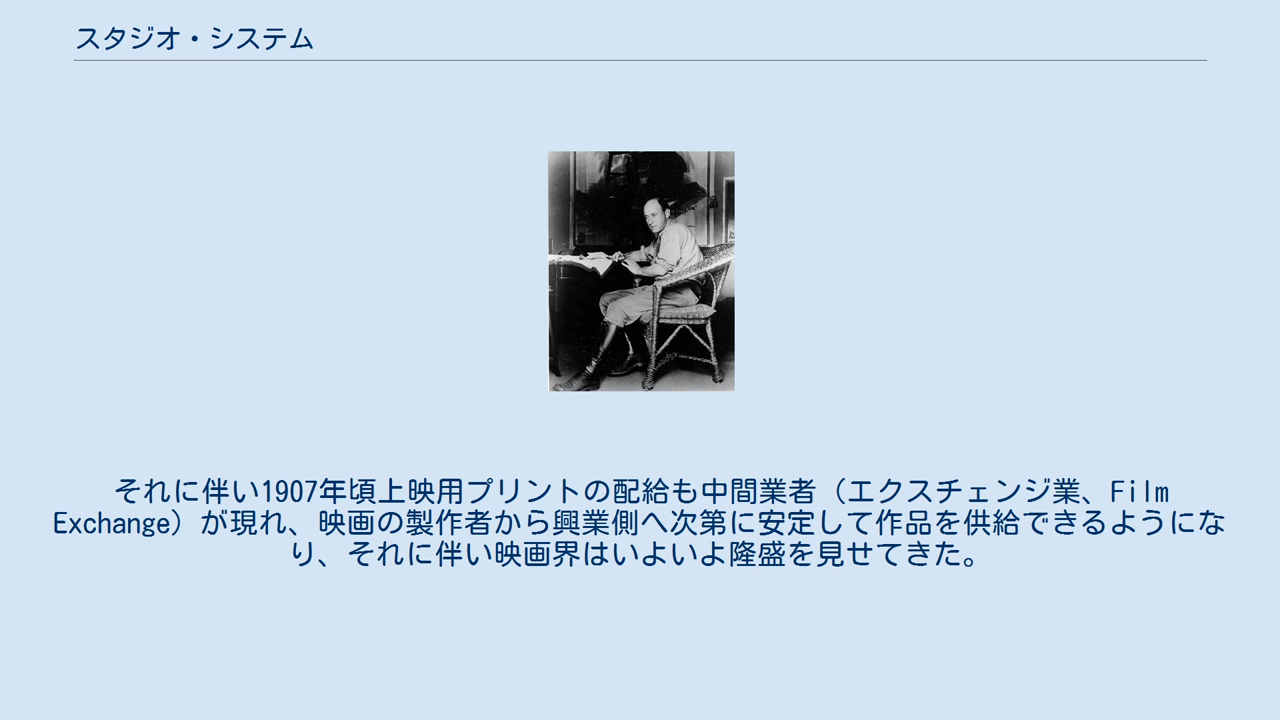 スタジオ・システム
それに伴い1907年頃上映用プリントの配給も中間業者（エクスチェンジ業、Film
Exchange）が現れ、映画の製作者から興業側へ次第に安定して作品を供給できるようにな
り、それに伴い映画界はいよいよ隆盛を見せてきた。